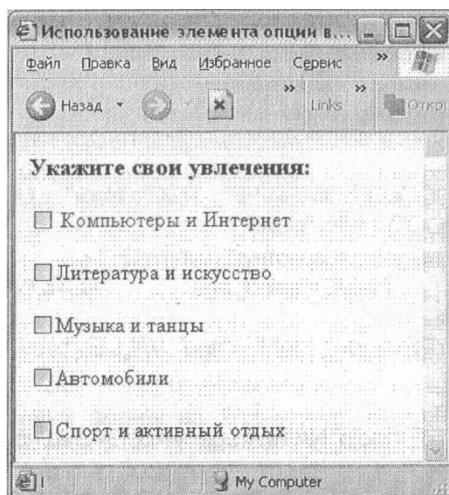 Использование элемента опции в...
Файл Правка Вид Избранное Сервис »
Назад » Links »
Укажите свои увлечения:
Компьютеры и Интернет
Литература и искусство
Музыка и танцы
Автомобили
Спорт и активный отдых
My Computer